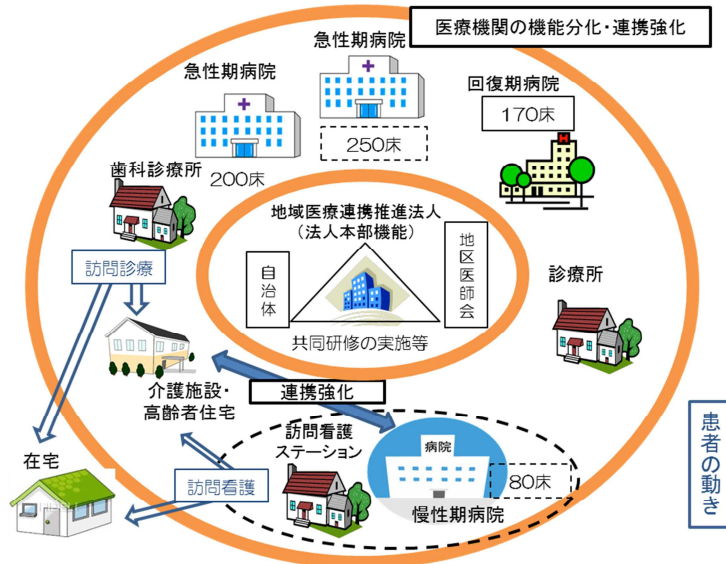 医療機関の機能分化・連携強化
急性期病院
急性期病院
回復期病院
170床
250床
200床
歯科診療所
地域医療連携推進法人
(法人本部機能)
自治体
地区医師会
共同研修の実施等
訪問診療
診療所
介護施設・
高齢者住宅
連携強化
訪問看護
ステーション
病院
80床
慢性期病院
在宅
訪問看護
患者の動き
H